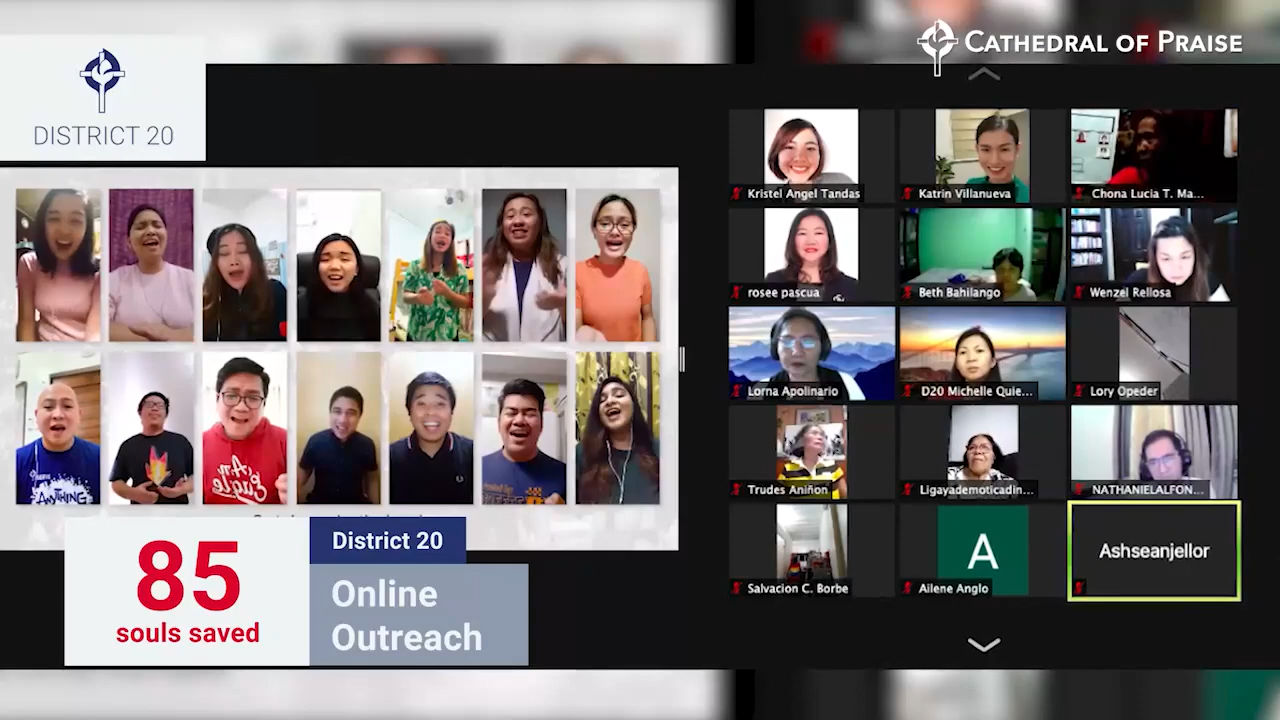 CATHEDRAL OF PRAISE
DISTRICT 20
Kristel Angel Tandas
Katrin Villanueva
Chona Lucia T. Ma...
rosee pascua
Beth Bahilango
Wenzel Rellosa
Lorna Apolinario
D20 Michelle Quie...
Lory Opeder
Trudes Aniñon
Ligayademoticadin...
NATHANIELALFON...
Salvacion C. Borbe
A
Ailene Anglo
Ashseanjellor
ANYTHING
85
souls saved
District 20
Online
Outreach